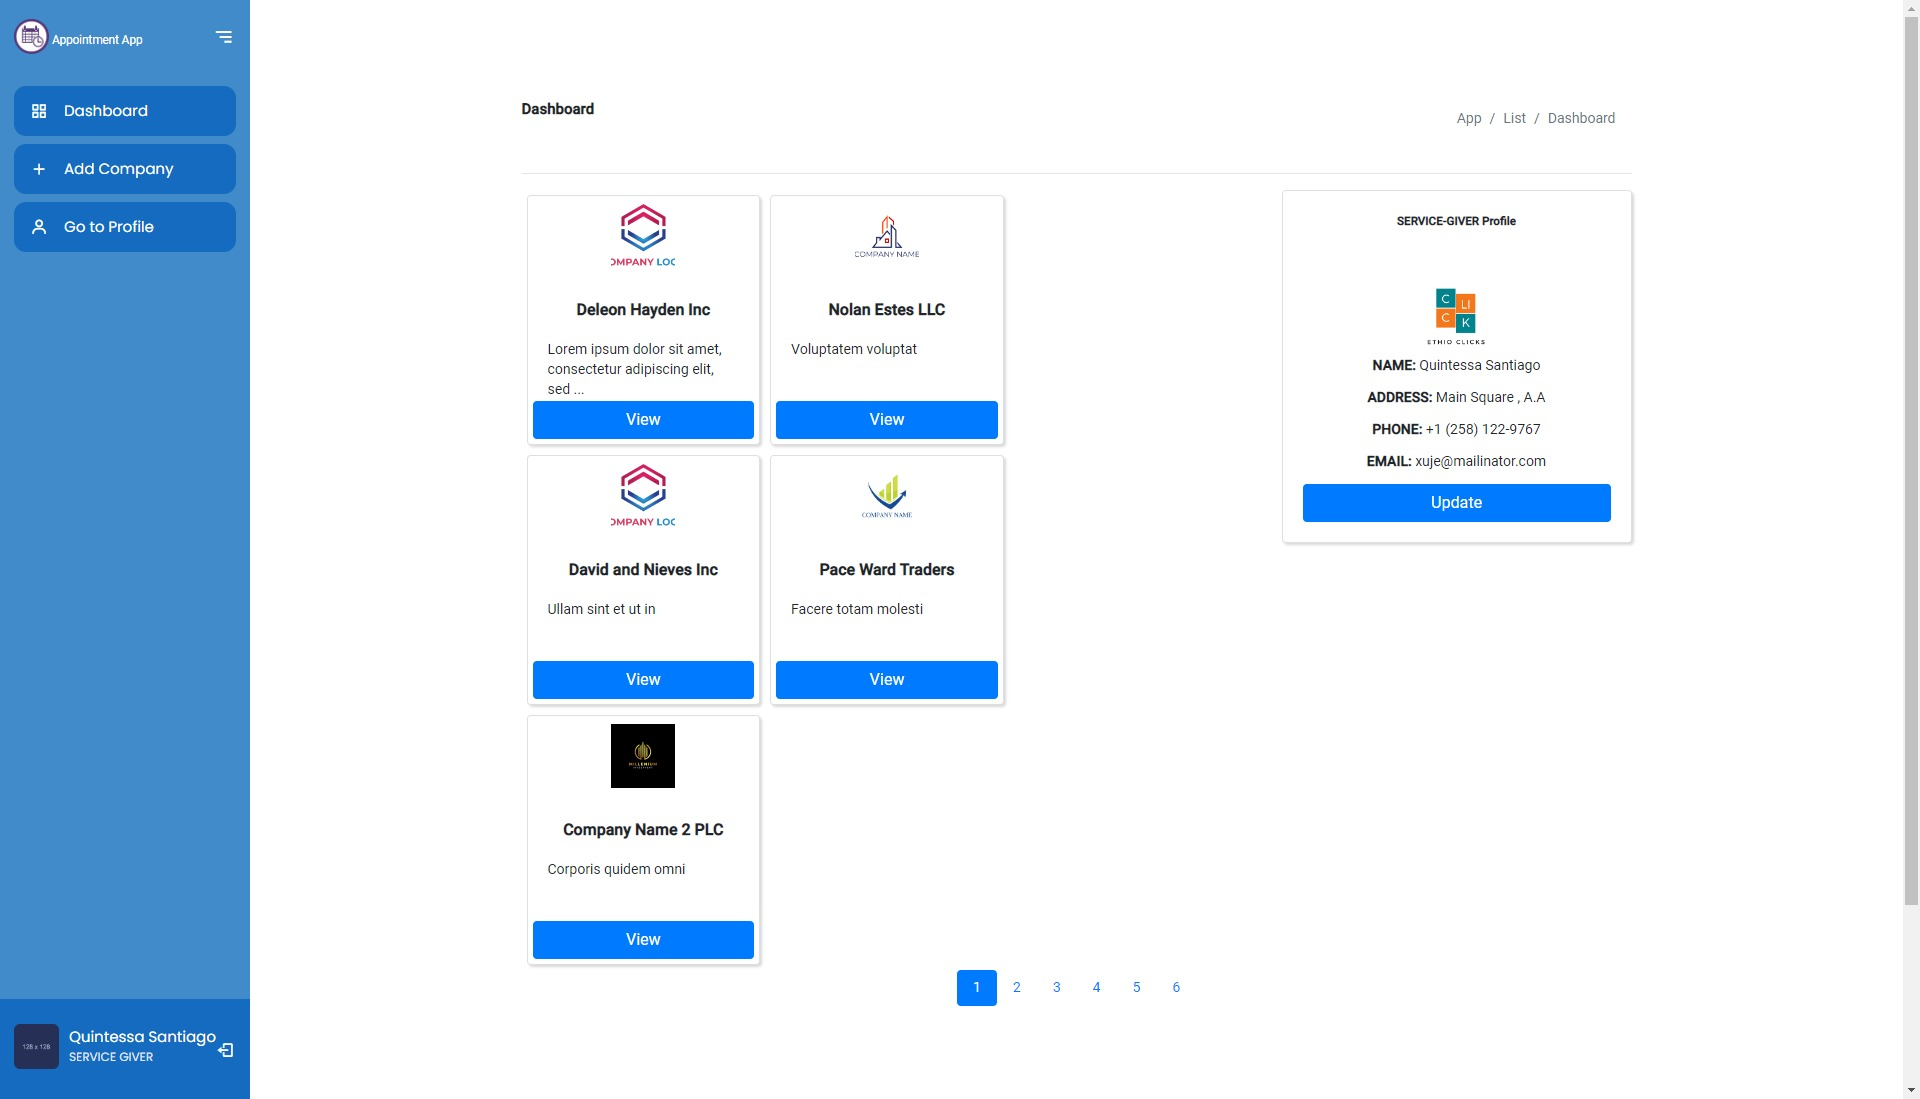 Appointment App
Dashboard
Add Company
Go to Profile
Quintessa Santiago
SERVICE GIVER
128 x 128
Dashboard
App / List / Dashboard
OMPANY LOG
Deleon Hayden Inc
Lorem ipsum dolor sit amet,
consectetur adipiscing elit,
sed ...
View
COMPANY NAME
Nolan Estes LLC
Voluptatem voluptat
View
OMPANY LOG
David and Nieves Inc
Ullam sint et ut in
View
COMPANY NAME
Pace Ward Traders
Facere totam molesti
View
MILLENIUM
Company Name 2 PLC
Corporis quidem omni
View
SERVICE-GIVER Profile
C LI
C K
ETHIO CLICKS
NAME: Quintessa Santiago
ADDRESS: Main Square , A.A
PHONE: +1 (258) 122-9767
EMAIL: xuje@mailinator.com
Update
1 2 3 4 5 6